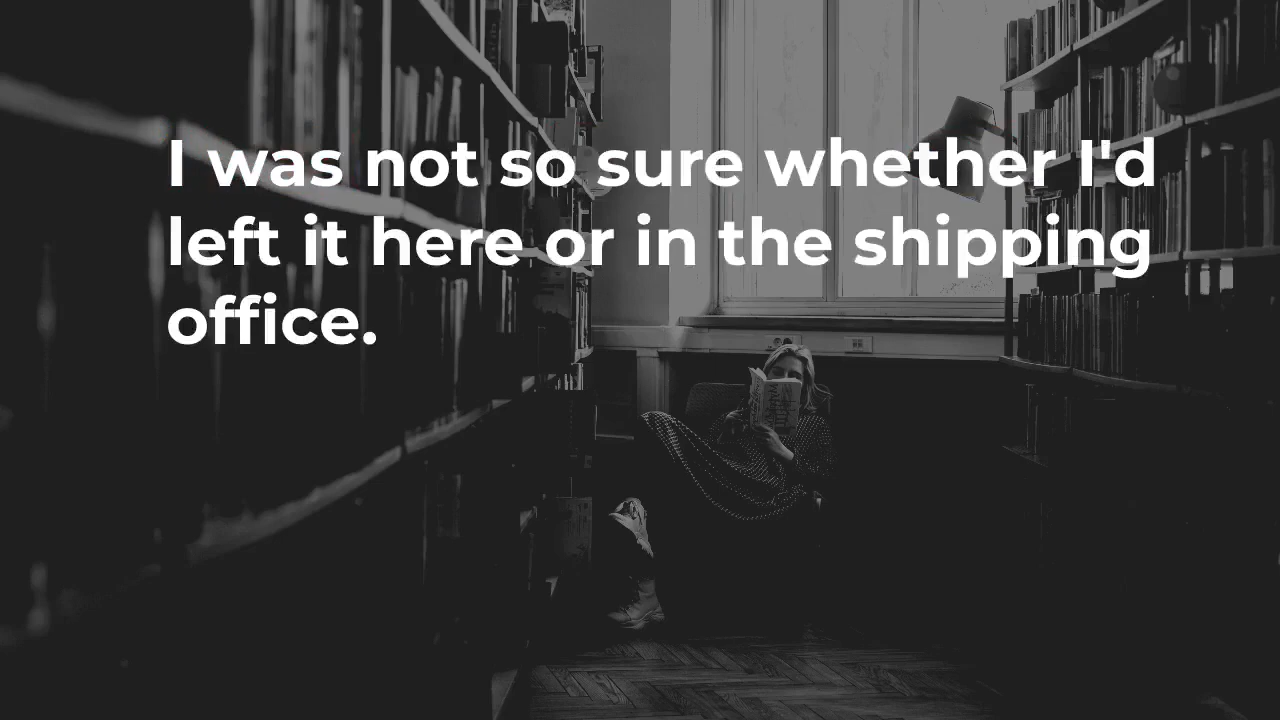 I was not so sure whether I'd
left it here or in the shipping
office.